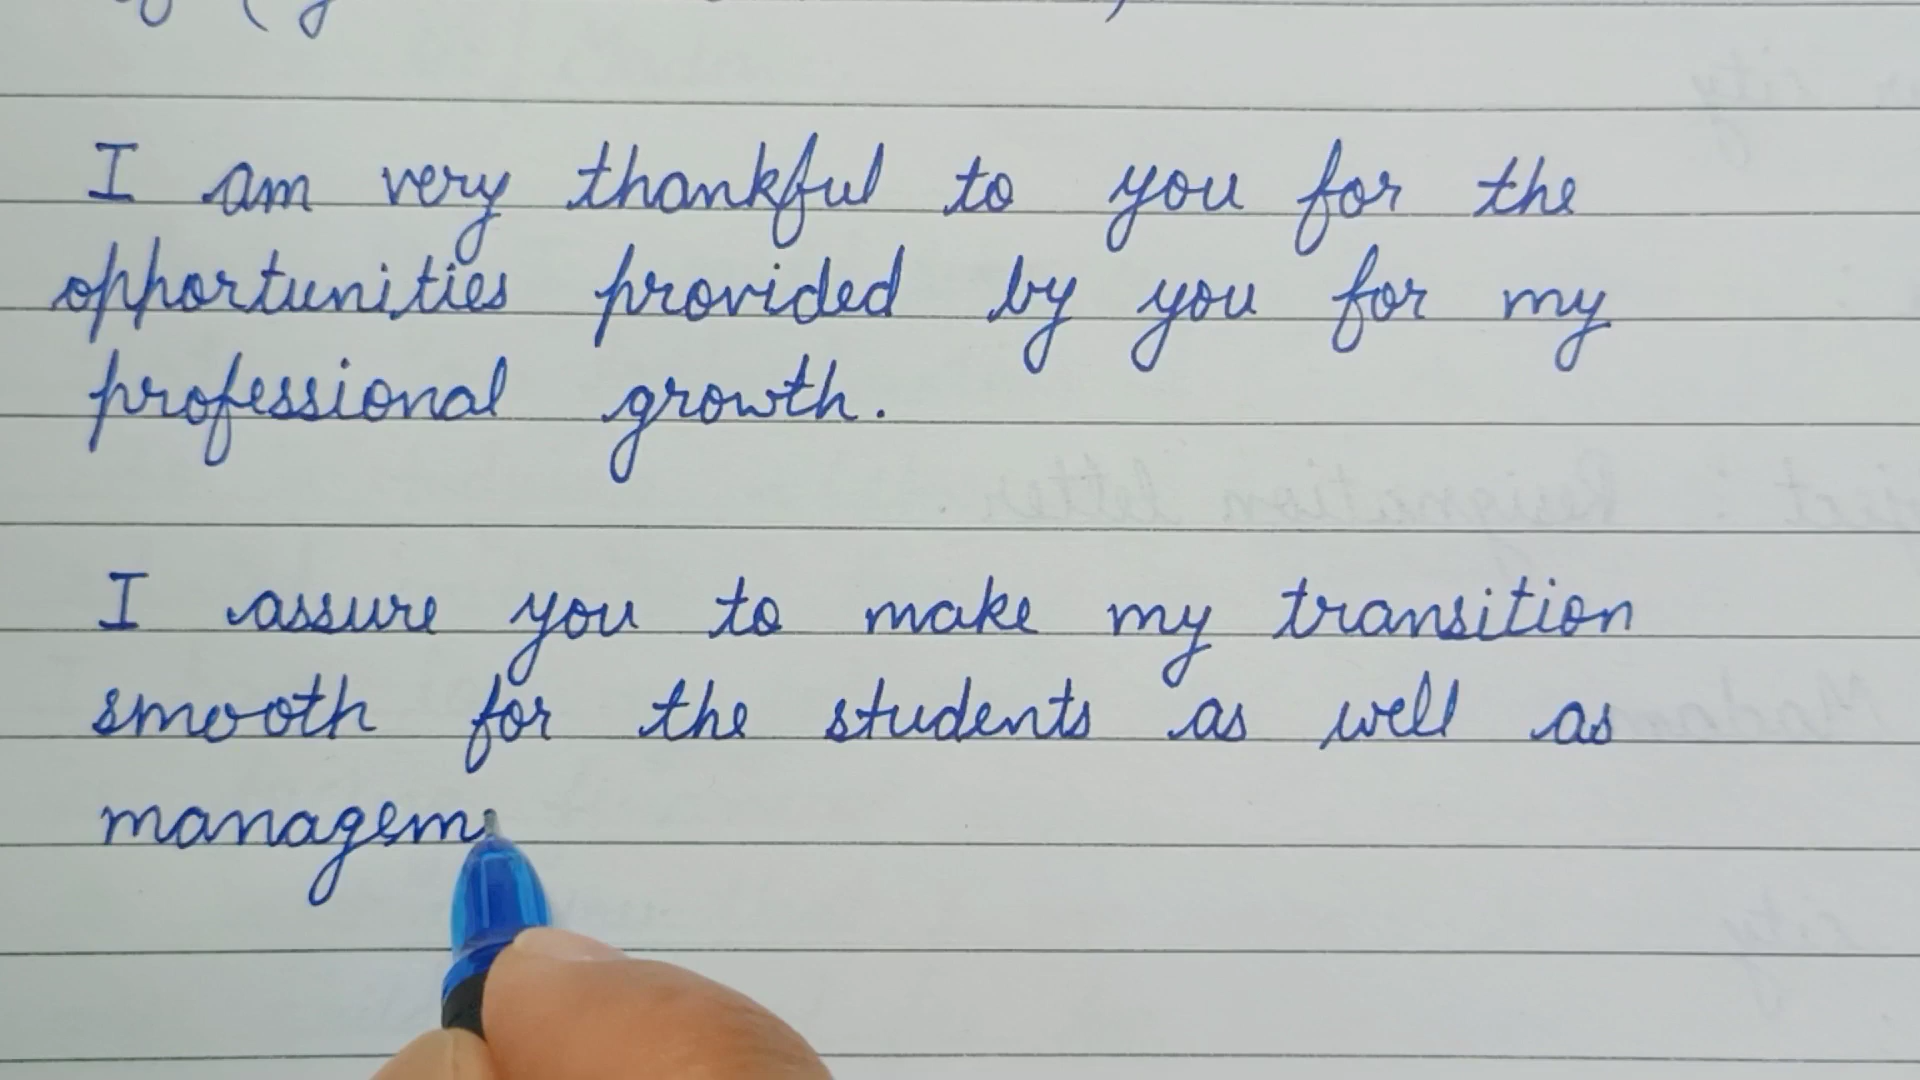 I am very thankful to you for the
opportunities provided by you for my
professional growth.
I assure you to make my transition
smooth for the students as well as
managem